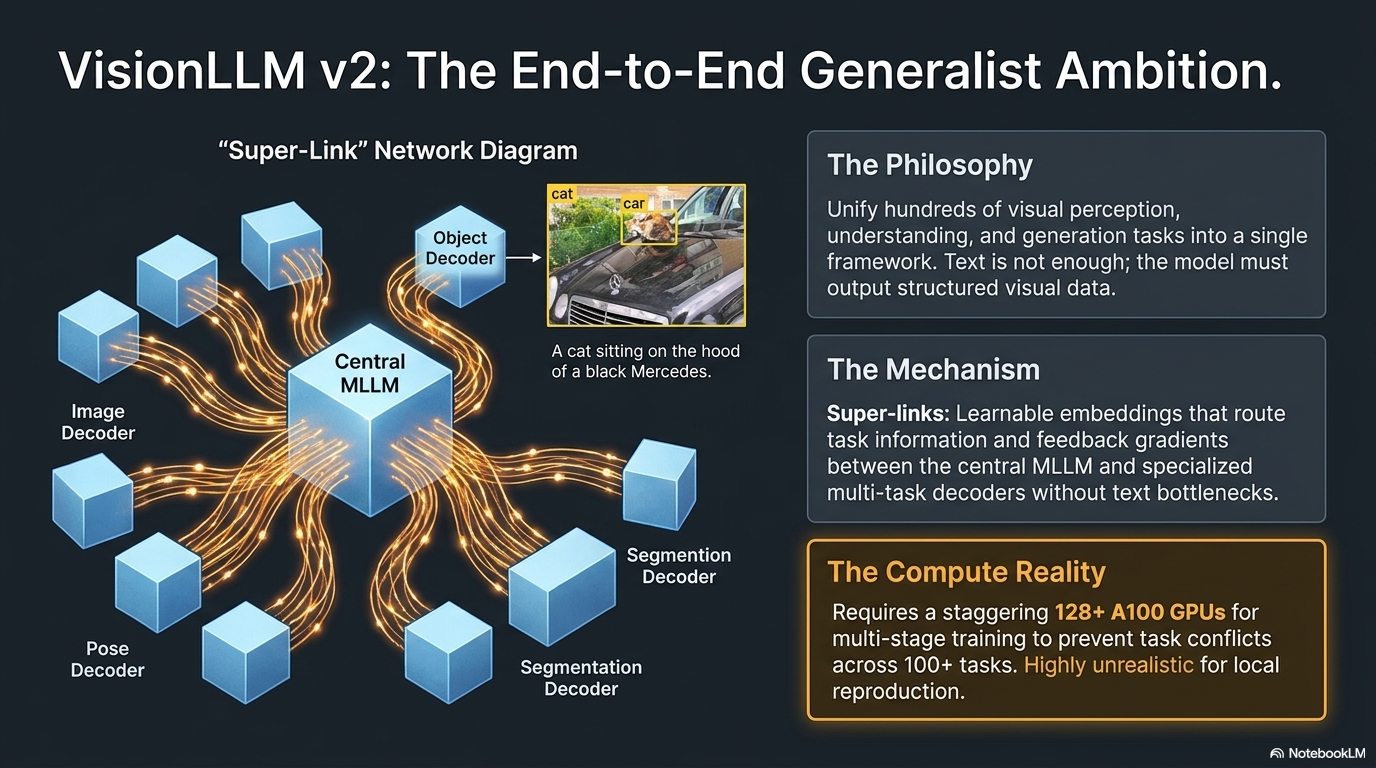 VisionLLM v2: The End-to-End Generalist Ambition.
“Super-Link” Network Diagram
Object
Decoder
cat
car
A cat sitting on the hood
of a black Mercedes.
Central
MLLM
Image
Decoder
Segmention
Decoder
Pose
Decoder
Segmentation
Decoder
The Philosophy
Unify hundreds of visual perception,
understanding, and generation tasks into a single
framework. Text is not enough; the model must
output structured visual data.
The Mechanism
Super-links: Learnable embeddings that route
task information and feedback gradients
between the central MLLM and specialized
multi-task decoders without text bottlenecks.
The Compute Reality
Requires a staggering 128+ A100 GPUs for
multi-stage training to prevent task conflicts
across 100+ tasks. Highly unrealistic for local
reproduction.
NotebookLM